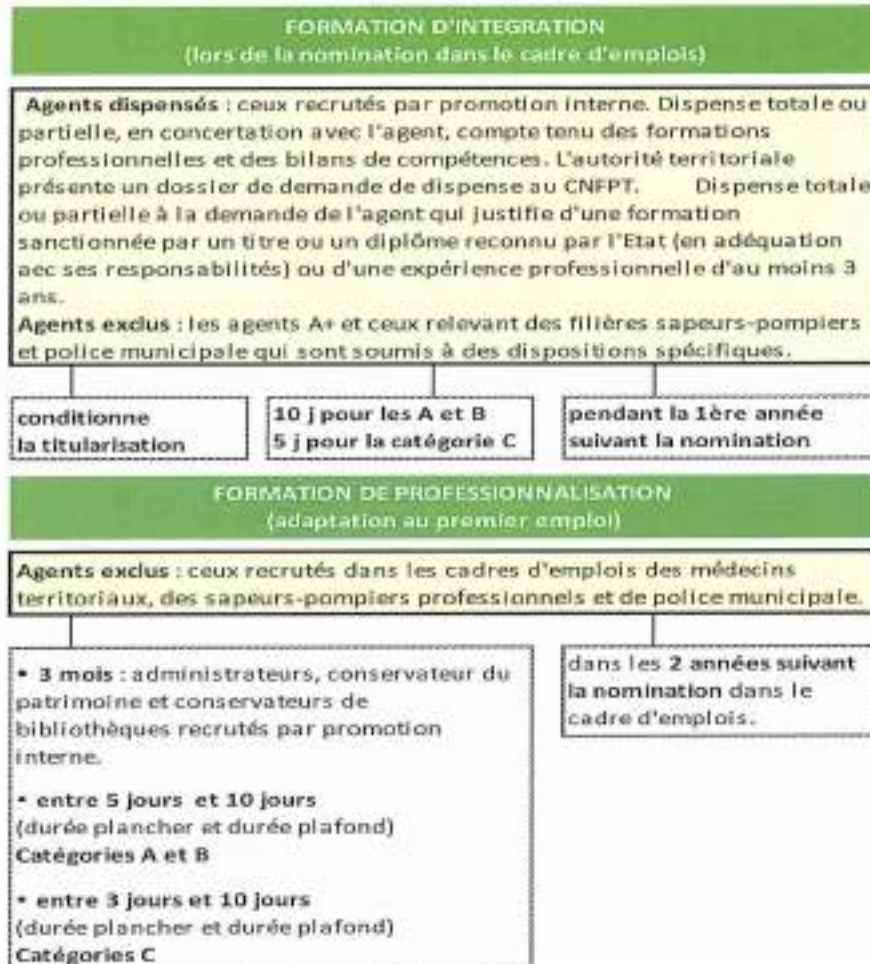 FORMATION D'INTEGRATION
(lors de la nomination dans le cadre d'emplois)
Agents dispensés : ceux recrutés par promotion interne. Dispense totale ou
partielle, en concertation avec l'agent, compte tenu des formations
professionnelles et des bilans de compétences. L'autorité territoriale
présente un dossier de demande de dispense au CNFPT. Dispense totale
ou partielle à la demande de l'agent qui justifie d'une formation
sanctionnée par un titre ou un diplôme reconnu par l'Etat (en adéquation
aec ses responsabilités) ou d'une expérience professionnelle d'au moins 3
ans.
Agents exclus : les agents A+ et ceux relevant des filières sapeurs-pompiers
et police municipale qui sont soumis à des dispositions spécifiques.
conditionne
la titularisation
10 j pour les A et B
5 j pour la catégorie C
pendant la 1ère année
suivant la nomination
FORMATION DE PROFESSIONNALISATION
(adaptation au premier emploi)
Agents exclus : ceux recrutés dans les cadres d'emplois des médecins
territoriaux, des sapeurs-pompiers professionnels et de police municipale.
• 3 mois : administrateurs, conservateur du
patrimoine et conservateurs de
bibliothèques recrutés par promotion
interne.
• entre 5 jours et 10 jours
(durée plancher et durée plafond)
Catégories A et B
• entre 3 jours et 10 jours
(durée plancher et durée plafond)
Catégories C
dans les 2 années suivant
la nomination dans le
cadre d'emplois.